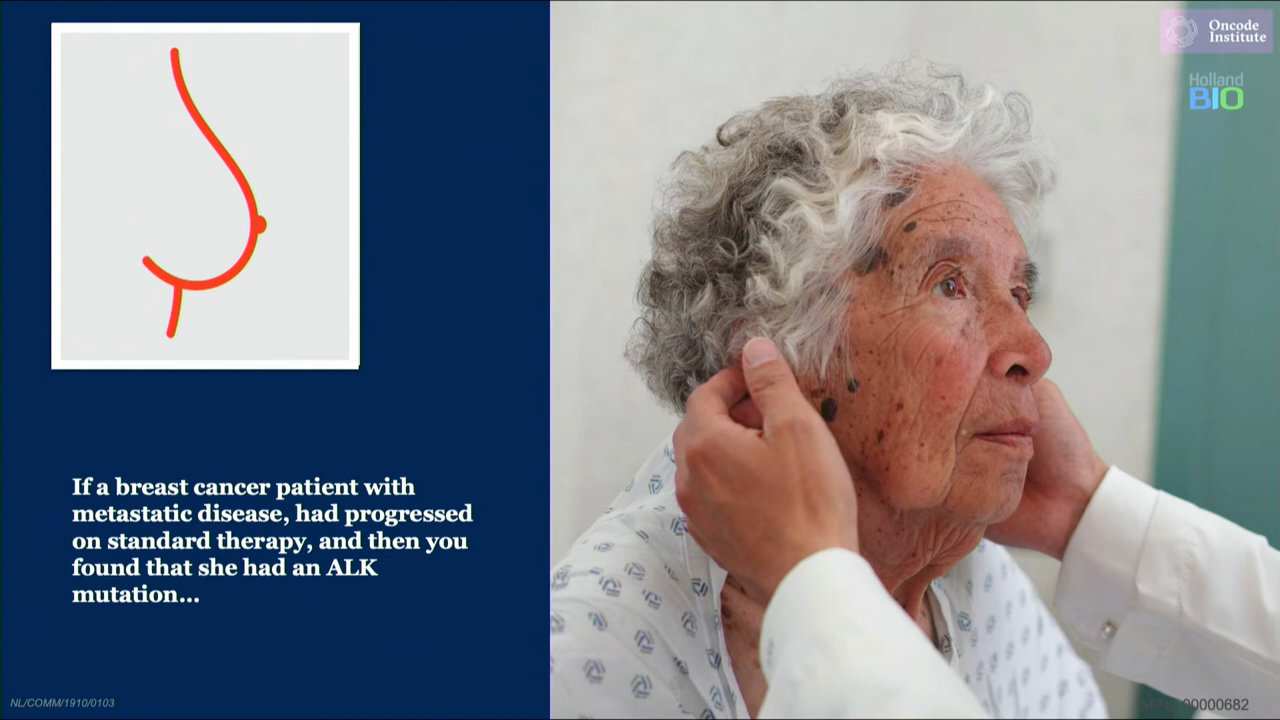 Oncode
Institute
Holland
BIO
If a breast cancer patient with
metastatic disease, had progressed
on standard therapy, and then you
found that she had an ALK
mutation...
NL/COMM/1910/0103
00000682